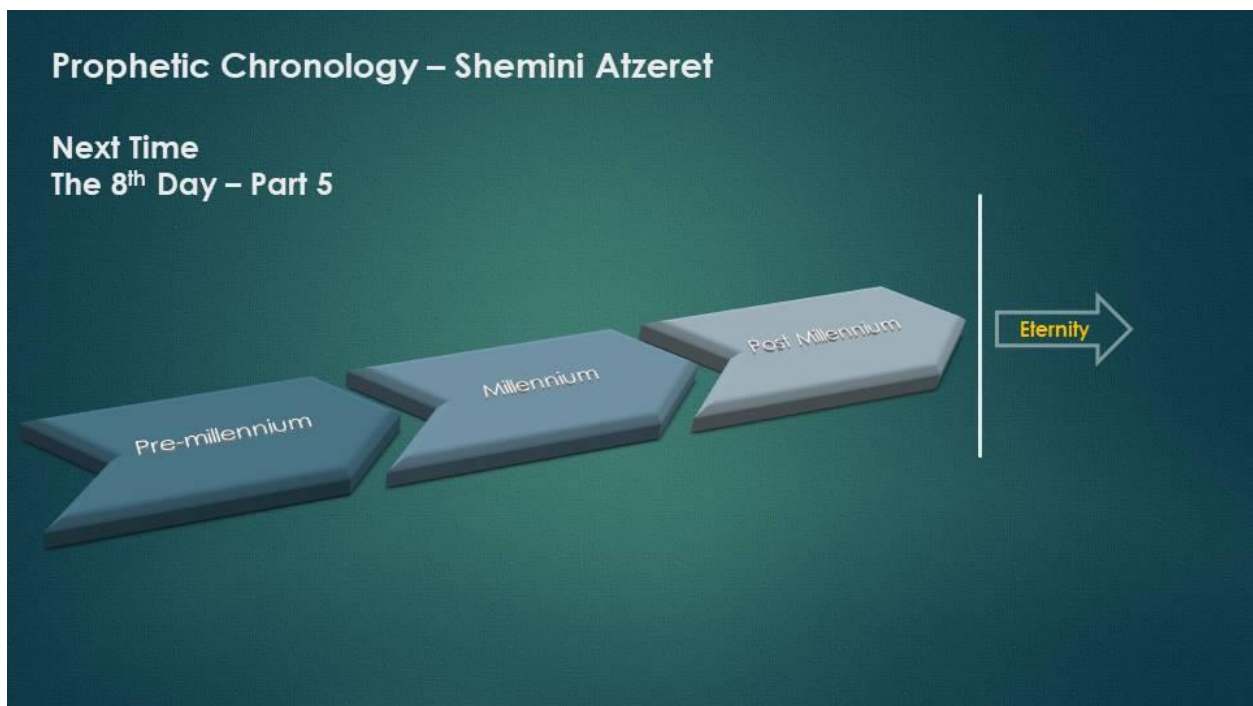 Prophetic Chronology – Shemini Atzeret
Next Time
The 8th Day – Part 5
Pre-millennium
Millennium
Post Millennium
Eternity